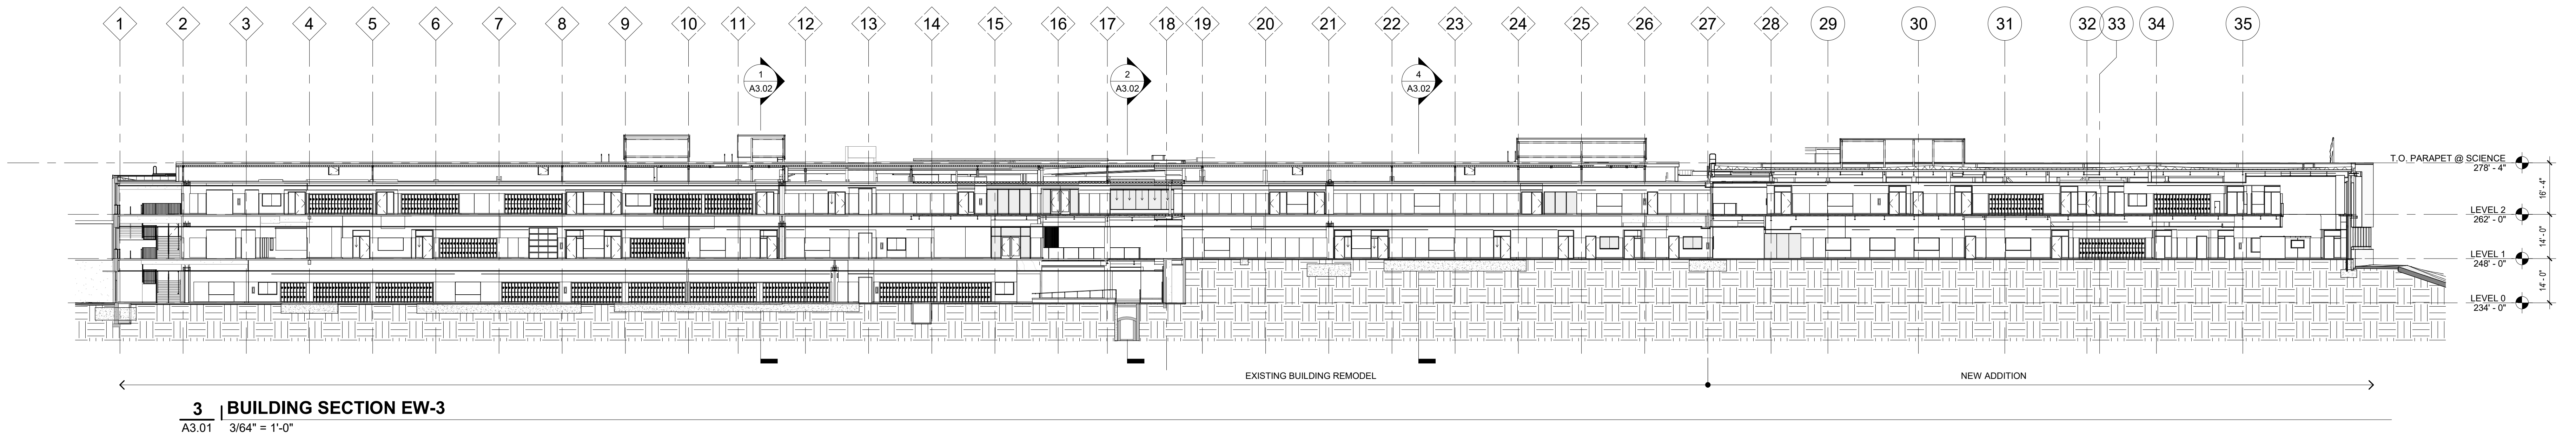 1 2 3 4 5 6 7 8 9 10 11 12 13 14 15 16 17 18 19 20 21 22 23 24 25 26 27 28 29 30 31 32 33 34 35
1
A3.02
2
A3.02
4
A3.02
T.O. PARAPET @ SCIENCE
278' - 4"
16' - 4"
LEVEL 2
262' - 0"
14' - 0"
LEVEL 1
248' - 0"
14' - 0"
LEVEL 0
234' - 0"
EXISTING BUILDING REMODEL
NEW ADDITION
3 BUILDING SECTION EW-3
A3.01 3/64" = 1'-0"